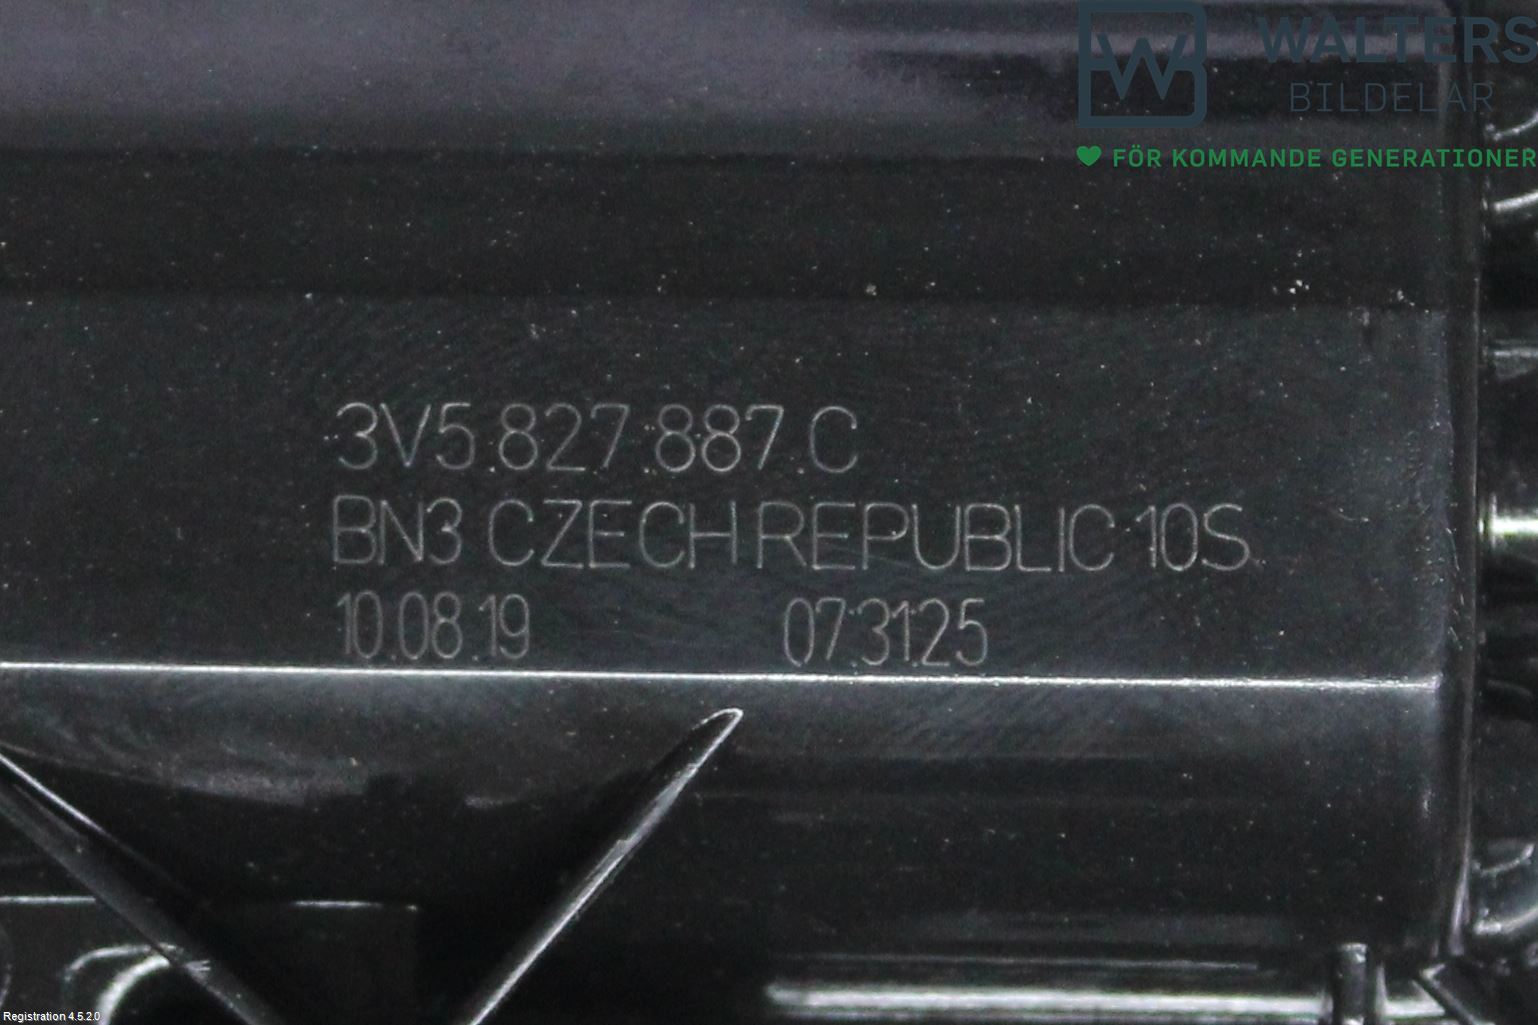 WALTERS
BILDELAR
FÖR KOMMANDE GENERATIONER
3V5.827.887.C
BN3 CZECH REPUBLIC 10S
10.08.19 07:31:25
Registration 4.5.2.0